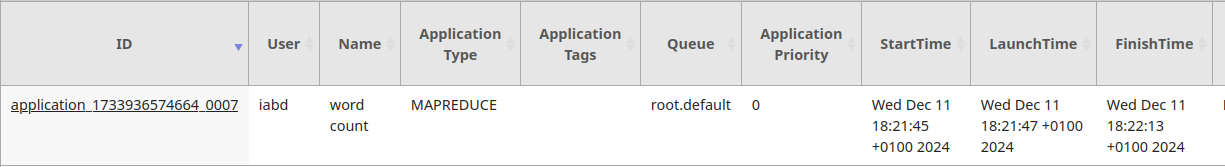 ID User Name Application Type Application Tags Queue Application Priority StartTime LaunchTime FinishTime
application_1733936574664_0007 iabd word count MAPREDUCE root.default 0 Wed Dec 11 18:21:45 +0100 2024 Wed Dec 11 18:21:47 +0100 2024 Wed Dec 11 18:22:13 +0100 2024